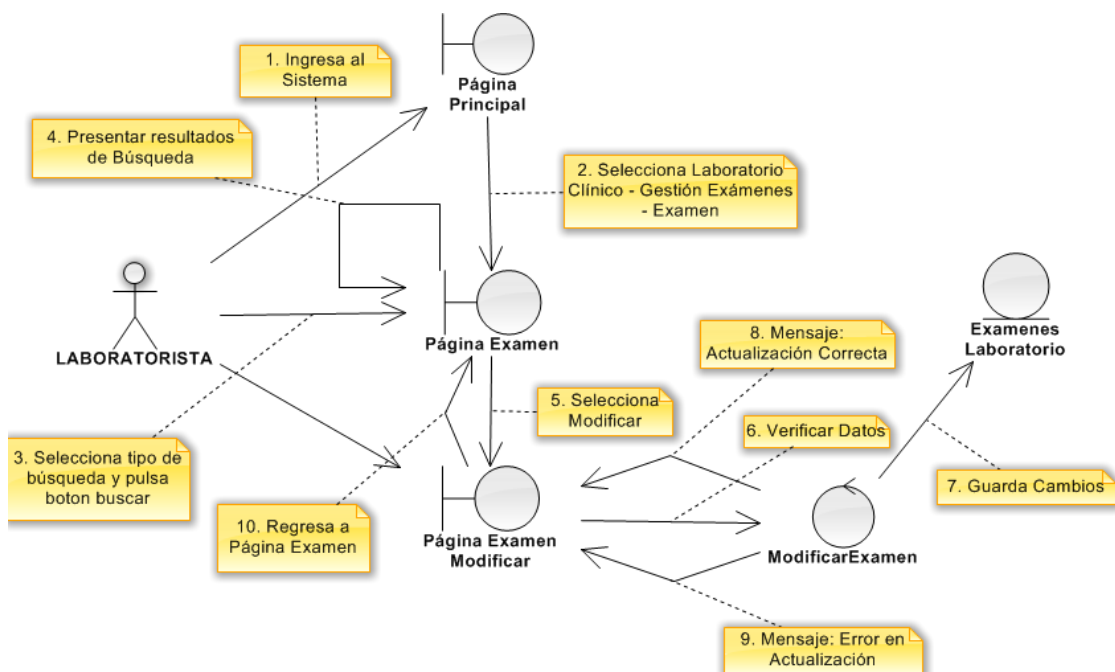 1. Ingresa al
Sistema
Página
Principal
4. Presentar resultados
de Búsqueda
2. Selecciona Laboratorio
Clínico - Gestión Exámenes
- Examen
LABORATORISTA
Página Examen
8. Mensaje:
Actualización Correcta
Examenes
Laboratorio
5. Selecciona
Modificar
6. Verificar Datos
3. Selecciona tipo de
búsqueda y pulsa
boton buscar
7. Guarda Cambios
10. Regresa a
Página Examen
Página Examen
Modificar
ModificarExamen
9. Mensaje: Error en
Actualización